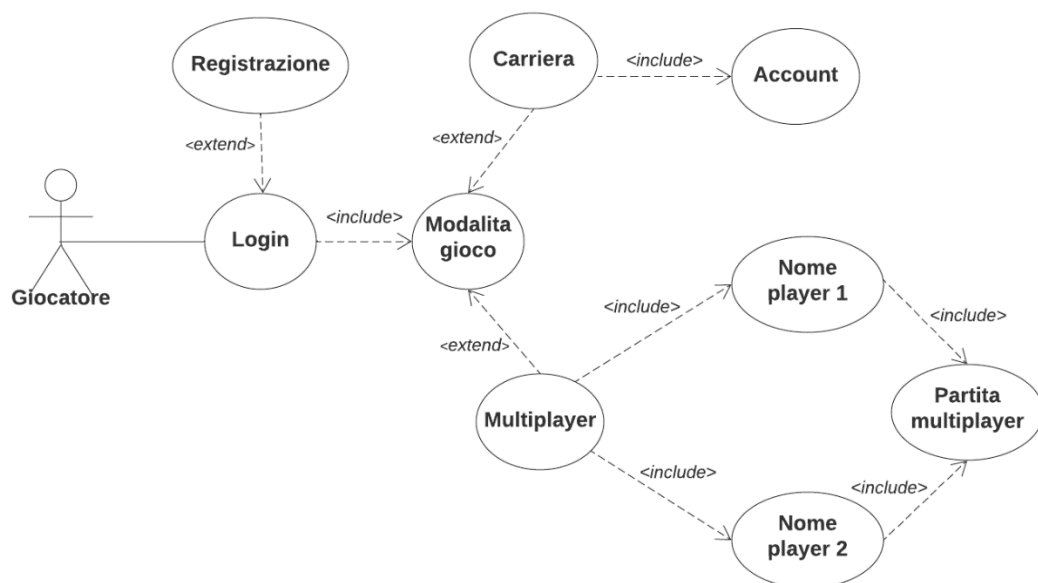 Registrazione
Carriera
<include>
Account
<extend>
<extend>
Login
<include>
Modalita
gioco
Giocatore
Nome
player 1
<include>
<include>
<extend>
Multiplayer
Partita
multiplayer
<include>
<include>
Nome
player 2